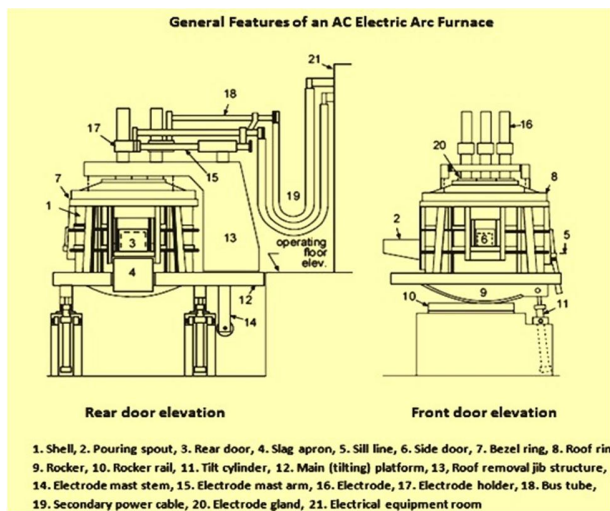 General Features of an AC Electric Arc Furnace
21
18
17
16
15
20
7
8
19
1
2
5
3
13
6
operating
floor
elev.
4
9
12
10
11
14
Rear door elevation
Front door elevation
1. Shell, 2. Pouring spout, 3. Rear door, 4. Slag apron, 5. Sill line, 6. Side door, 7. Bezel ring, 8. Roof rin
9. Rocker, 10. Rocker rail, 11. Tilt cylinder, 12. Main (tilting) platform, 13, Roof removal jib structure,
14. Electrode mast stem, 15. Electrode mast arm, 16. Electrode, 17. Electrode holder, 18. Bus tube,
19. Secondary power cable, 20. Electrode gland, 21. Electrical equipment room